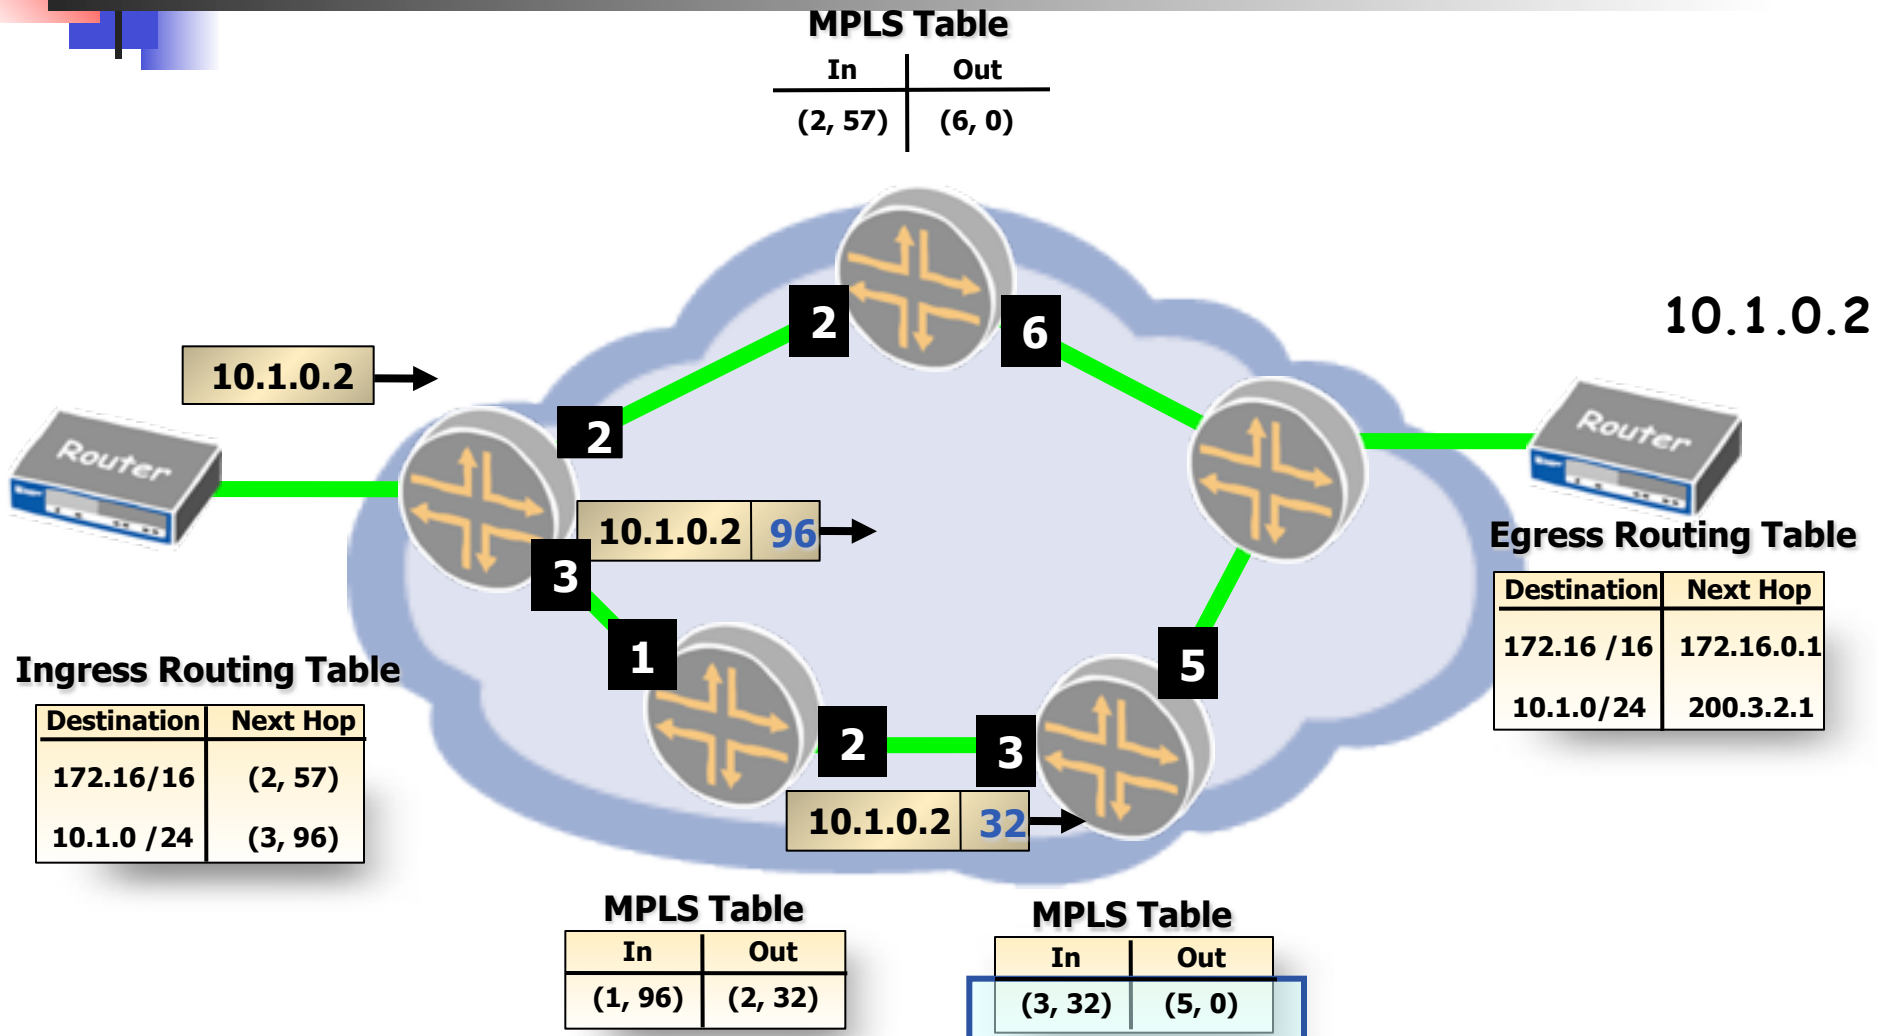 MPLS Table
In Out
(2, 57) (6, 0)
2
6
10.1.0.2
10.1.0.2
2
Router
Router
10.1.0.2 96
3
Egress Routing Table
Destination Next Hop
172.16 /16 172.16.0.1
10.1.0/24 200.3.2.1
1
5
Ingress Routing Table
Destination Next Hop
172.16/16 (2, 57)
10.1.0 /24 (3, 96)
2
3
10.1.0.2 32
MPLS Table
In Out
(1, 96) (2, 32)
MPLS Table
In Out
(3, 32) (5, 0)